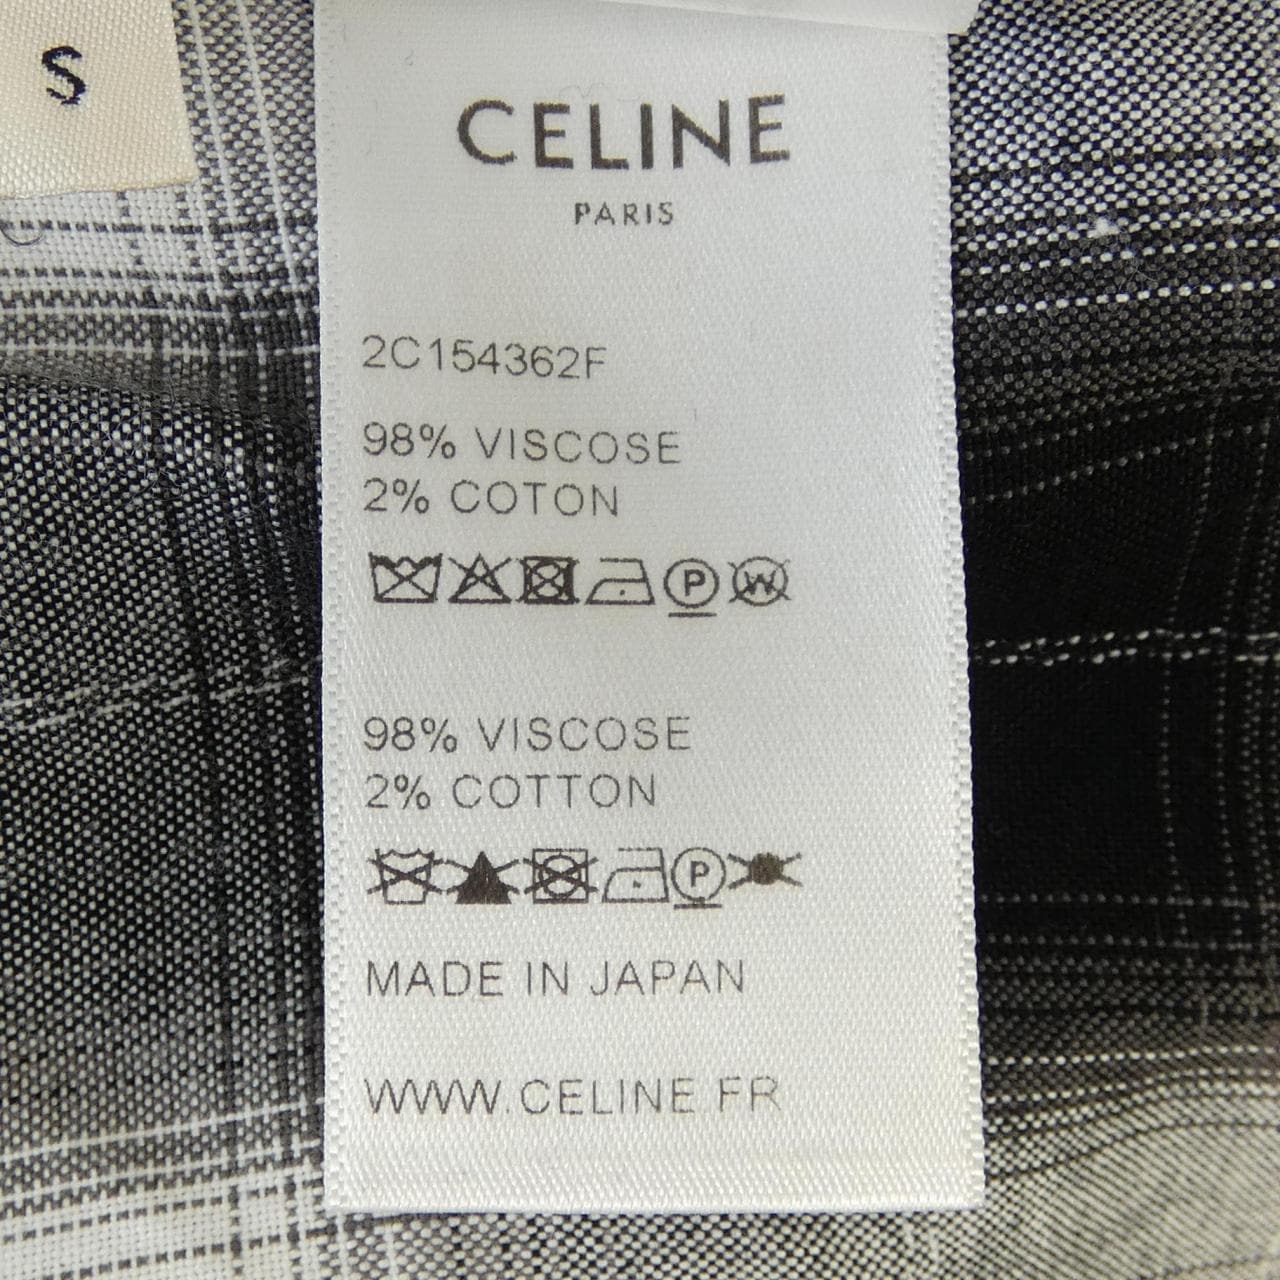 S
CELINE
PARIS
2C154362F
98% VISCOSE
2% COTON
P W
98% VISCOSE
2% COTTON
P
MADE IN JAPAN
WWW.CELINE.FR